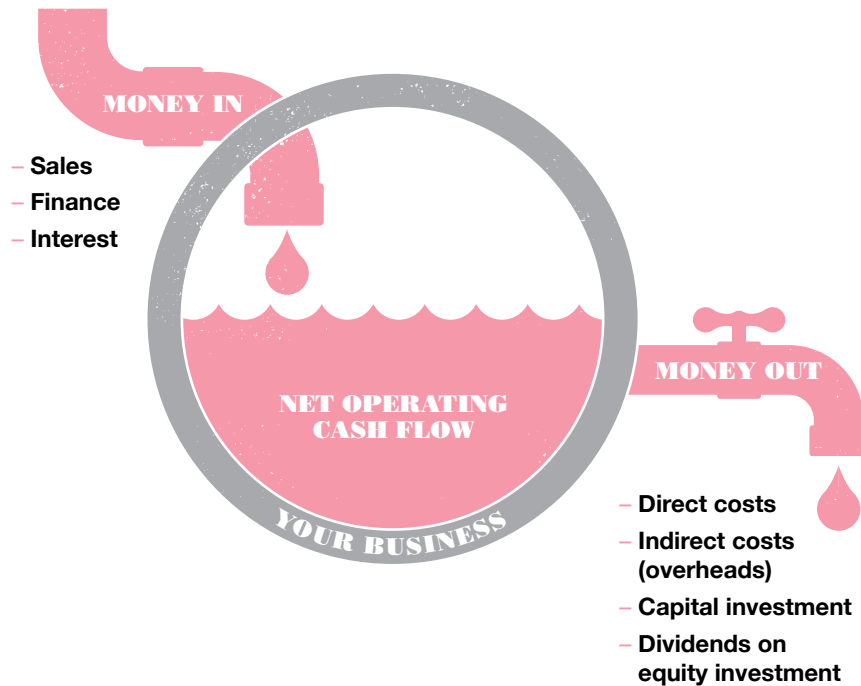 MONEY IN
– Sales
– Finance
– Interest
NET OPERATING
CASH FLOW
YOUR BUSINESS
MONEY OUT
– Direct costs
– Indirect costs
(overheads)
– Capital investment
– Dividends on
equity investment